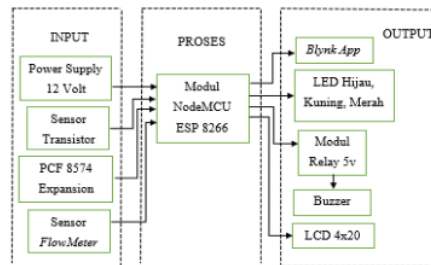 INPUT
Power Supply
12 Volt
Sensor
Transistor
PCF 8574
Expansion
Sensor
FlowMeter
PROSES
Modul
NodeMCU
ESP 8266
OUTPUT
Blynk App
LED Hijau,
Kuning, Merah
Modul
Relay 5v
Buzzer
LCD 4x20